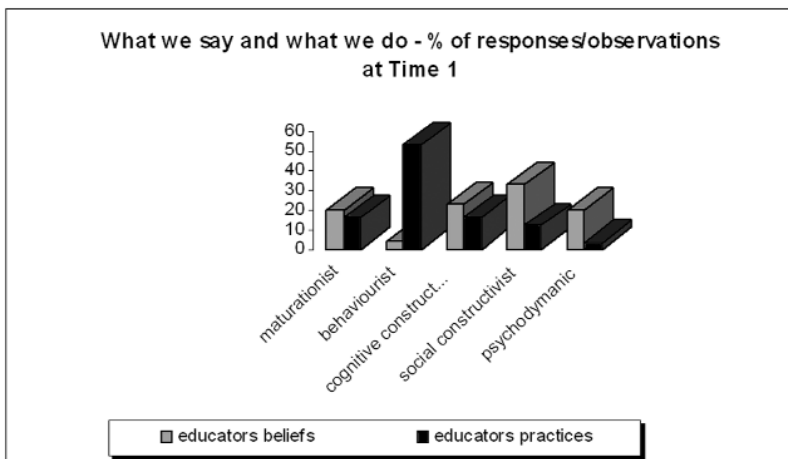 What we say and what we do - % of responses/observations
at Time 1
60
50
40
30
20
10
0
maturationist
behaviourist
cognitive construct...
social constructivist
psychodymanic
educators beliefs
educators practices